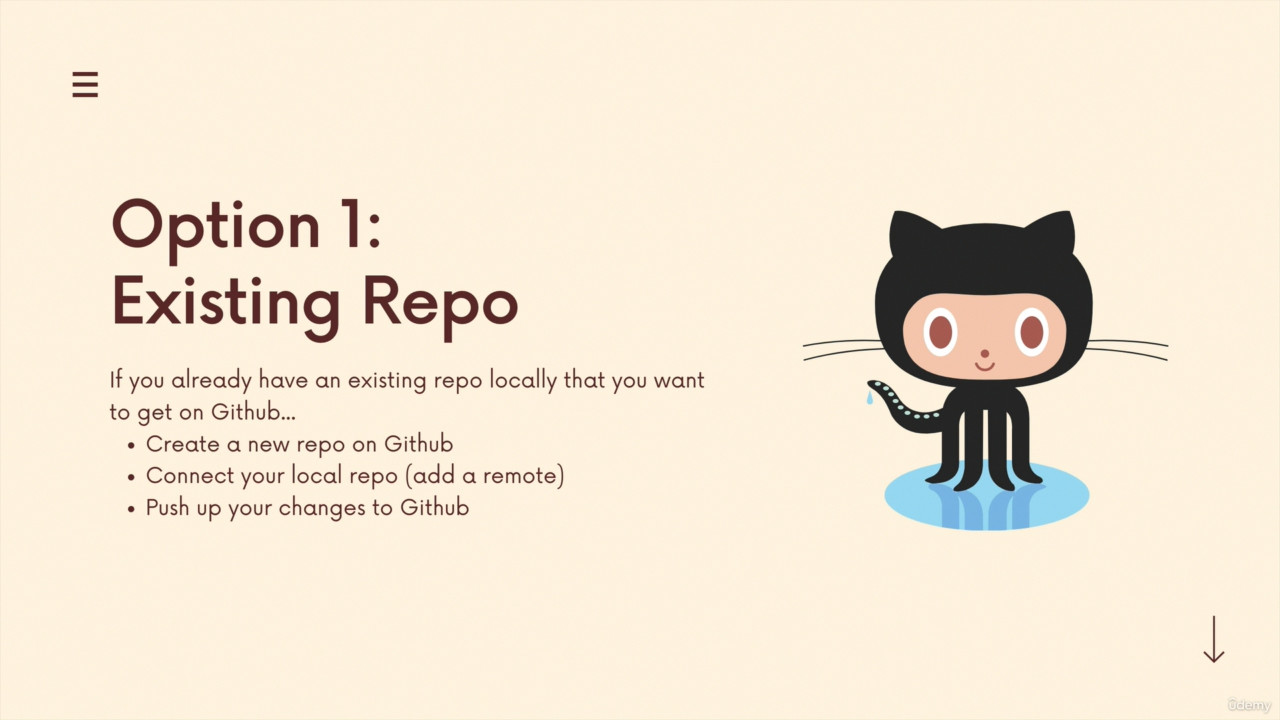 Option 1:
Existing Repo
If you already have an existing repo locally that you want
to get on Github...
• Create a new repo on Github
• Connect your local repo (add a remote)
• Push up your changes to Github
ûdemy